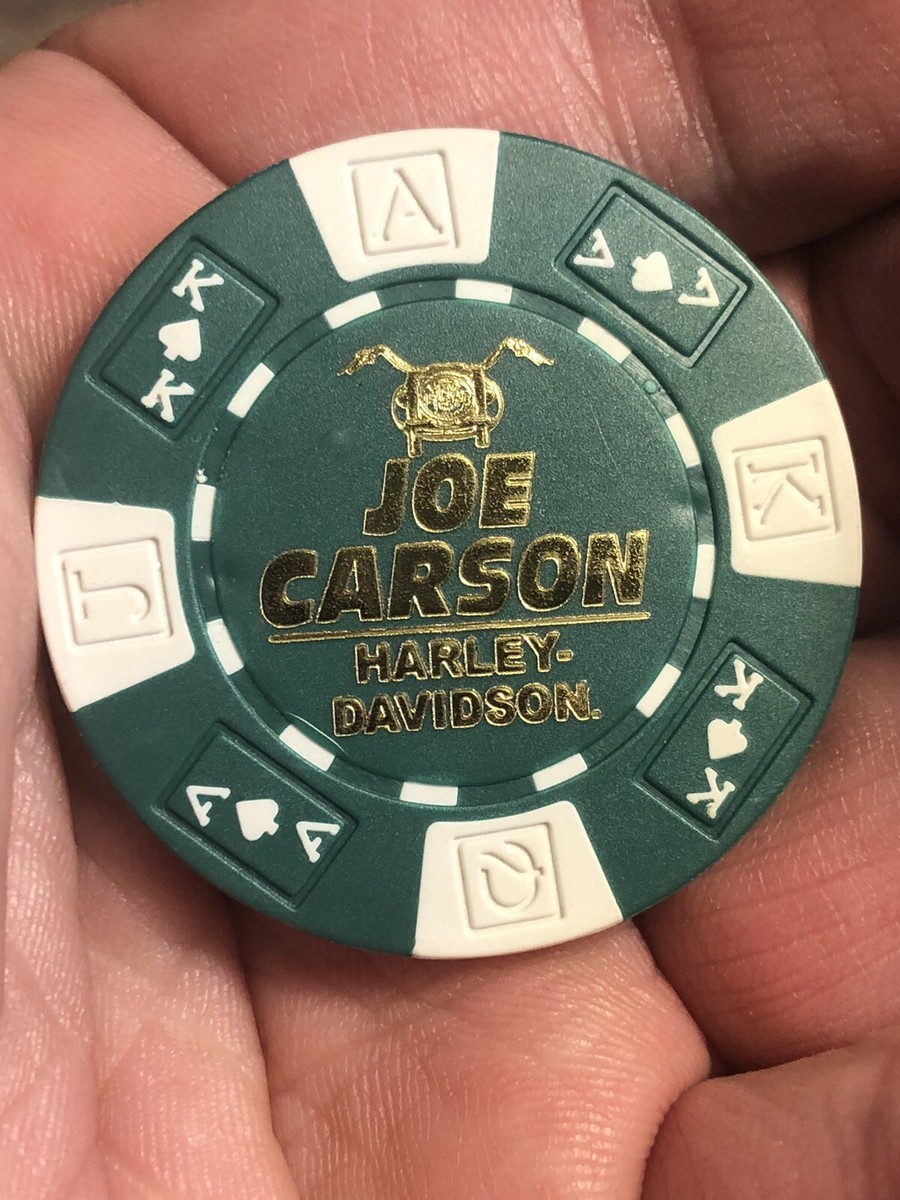 A
A A
K K
K
JOE
CARSON
HARLEY-
DAVIDSON.
J
K K
A A
Q